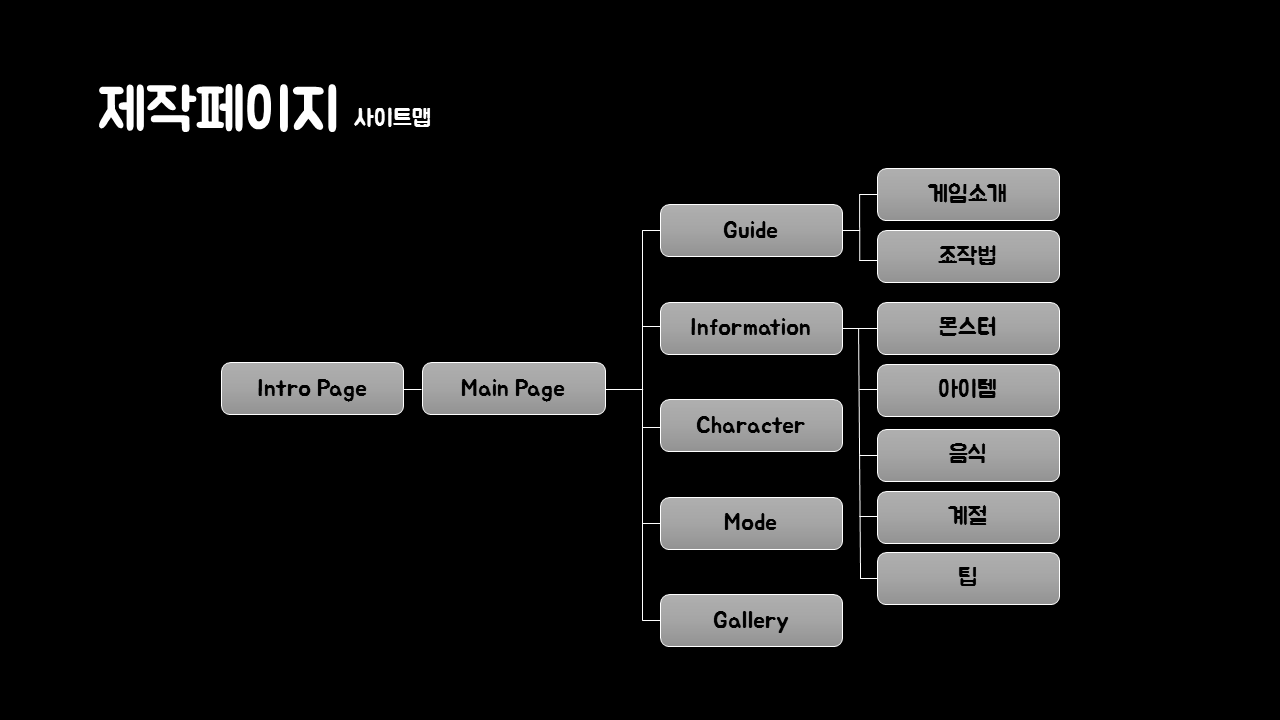 제작페이지 사이트맵
Intro Page
Main Page
Guide
게임소개
조작법
Information
몬스터
아이템
음식
계절
팁
Character
Mode
Gallery